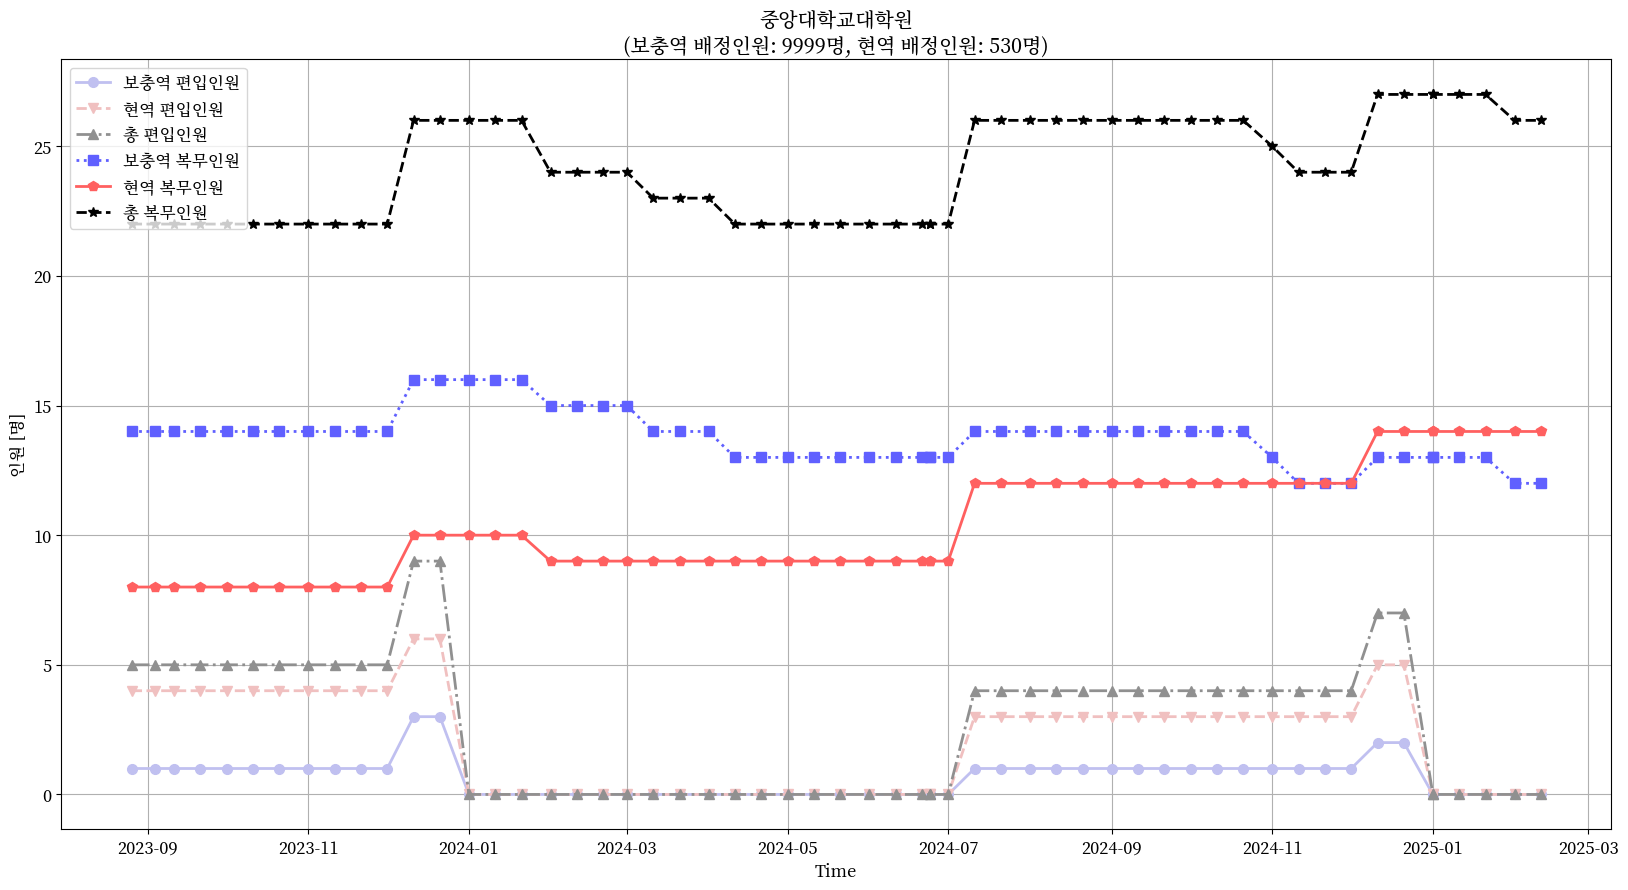 중앙대학교대학원
(보충역 배정인원: 9999명, 현역 배정인원: 530명)
보충역 편입인원
현역 편입인원
총 편입인원
보충역 복무인원
현역 복무인원
총 복무인원
인원 [명]
25
20
15
10
5
0
2023-09
2023-11
2024-01
2024-03
2024-05
2024-07
2024-09
2024-11
2025-01
2025-03
Time